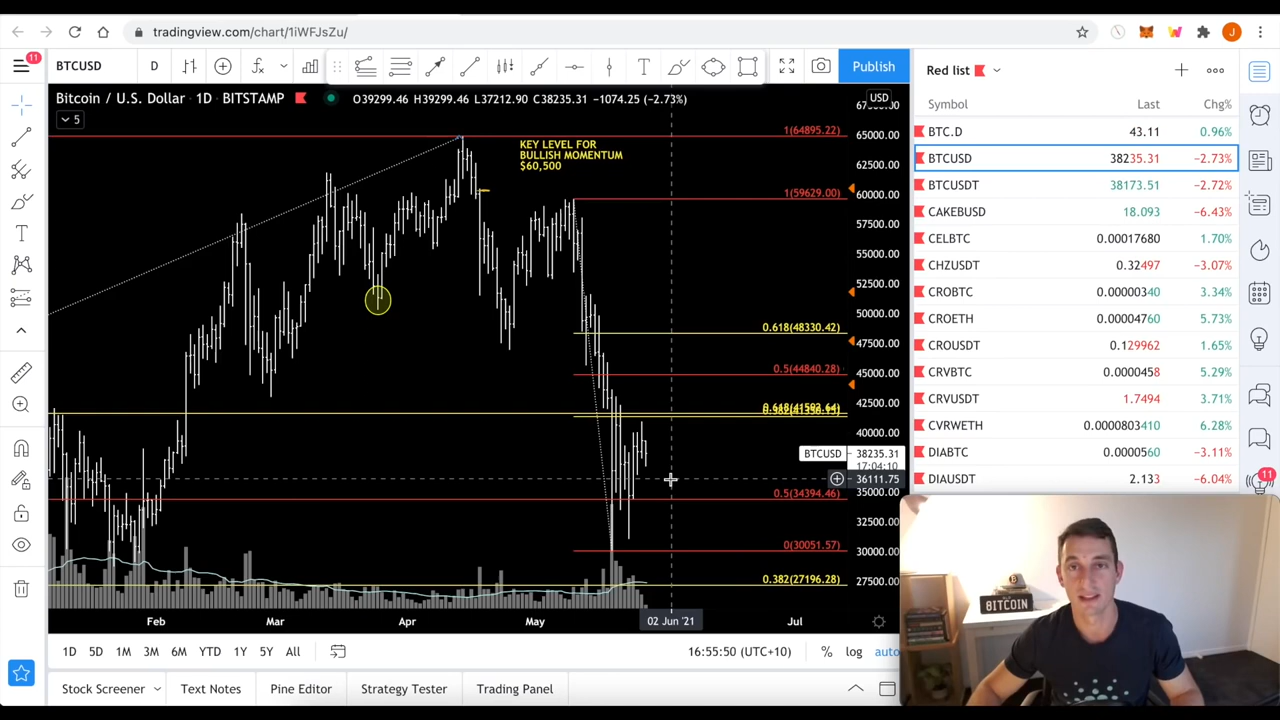 tradingview.com/chart/1iWFJsZu/
J
11
BTCUSD
D
Publish
Red list
Bitcoin / U.S. Dollar · 1D · BITSTAMP
O39299.46 H39299.46 L37212.90 C38235.31 −1074.25 (−2.73%)
USD
5
Symbol Last Chg%
BTC.D 43.11 0.96%
BTCUSD 38235.31 −2.73%
BTCUSDT 38173.51 −2.72%
CAKEBUSD 18.093 −6.43%
CELBTC 0.00017680 1.70%
CHZUSDT 0.32497 −3.07%
CROBTC 0.00000340 3.34%
CROETH 0.00004760 5.73%
CROUSDT 0.129962 1.65%
CRVBTC 0.0000458 5.29%
CRVUSDT 1.7494 3.71%
CVRWETH 0.0000803410 6.28%
DIABTC 0.0000560 −3.11%
DIAUSDT 2.133 −6.04%
11
KEY LEVEL FOR
BULLISH MOMENTUM
$60,500
1(64895.22)
1(59629.00)
0.618(48330.42)
0.5(44840.28)
0.5(34394.46)
0(30051.57)
0.382(27196.28)
65000.00
62500.00
60000.00
57500.00
55000.00
52500.00
50000.00
47500.00
45000.00
42500.00
40000.00
BTCUSD 38235.31
17:04:10
36111.75
35000.00
32500.00
30000.00
27500.00
Feb Mar Apr May 02 Jun '21 Jul
1D 5D 1M 3M 6M YTD 1Y 5Y All
16:55:50 (UTC+10) % log auto
Stock Screener Text Notes Pine Editor Strategy Tester Trading Panel
BITCOIN